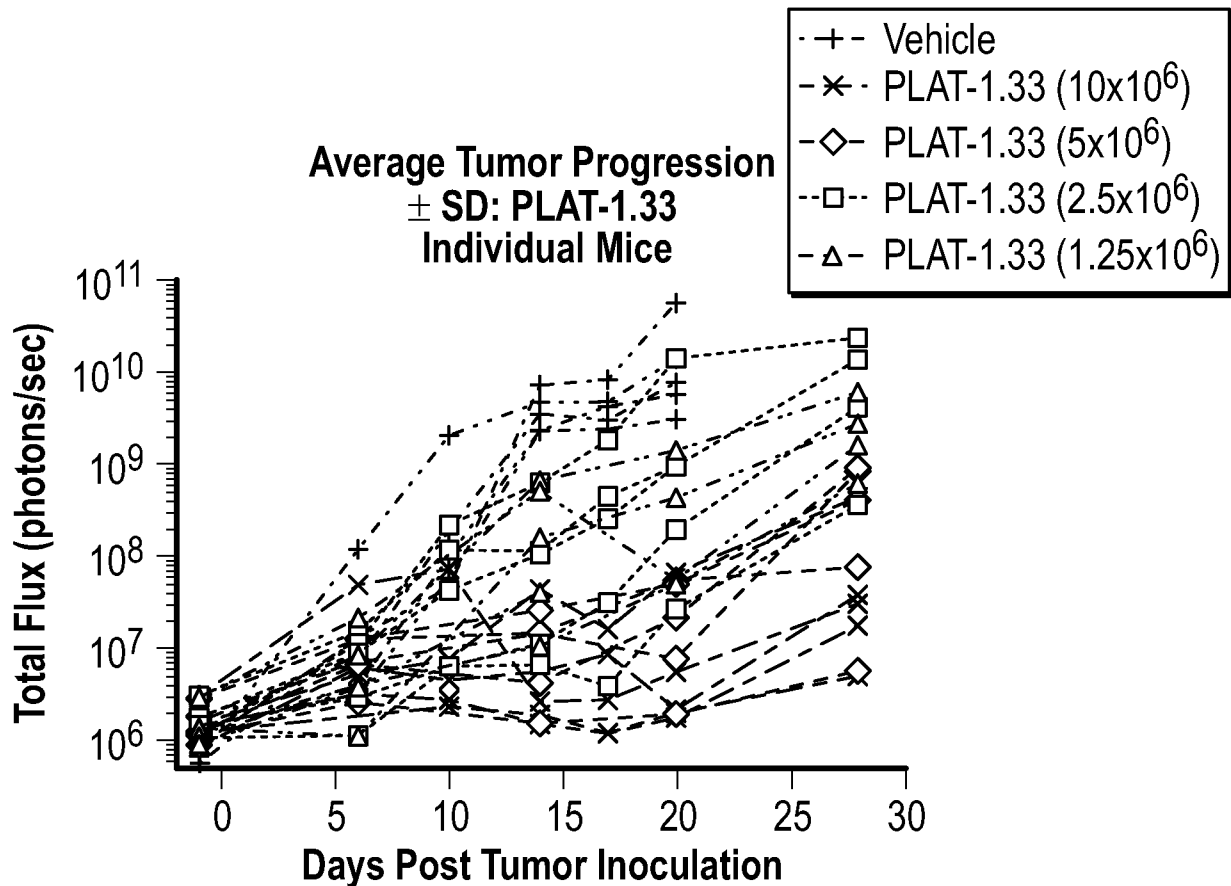 Vehicle
PLAT-1.33 (10x10⁶)
PLAT-1.33 (5x10⁶)
PLAT-1.33 (2.5x10⁶)
PLAT-1.33 (1.25x10⁶)
Average Tumor Progression
± SD: PLAT-1.33
Individual Mice
Total Flux (photons/sec)
10¹¹
10¹⁰
10⁹
10⁸
10⁷
10⁶
0 5 10 15 20 25 30
Days Post Tumor Inoculation